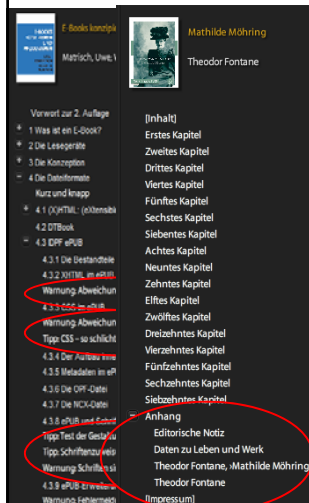 E-Books konzipie
Matrisch, Uwe, W
Vorwort zur 2. Auflage
1 Was ist ein E-Book?
2 Die Lesegeräte
3 Die Konzeption
4 Die Dateiformate
Kurz und knapp
4.1 (X)HTML: (eXtensibl
4.2 DTBook
4.3 IDPF ePUB
4.3.1 Die Bestandteile
4.3.2 XHTML im ePUB
Warnung: Abweichun
4.3.3 CSS im ePUB
Warnung: Abweichun
Tipp: CSS – so schlicht
4.3.4 Der Aufbau eine
4.3.5 Metadaten im eP
4.3.6 Die OPF-Datei
4.3.7 Die NCX-Datei
4.3.8 ePUB und Schrif
Tipp: Test der Gestaltu
Tipp: Schriftenzuweis
Warnung: Schriften si
4.3.9 ePUB-Erweiteru
Warnung: Fehlermeld
Mathilde Möhring
Theodor Fontane
[Inhalt]
Erstes Kapitel
Zweites Kapitel
Drittes Kapitel
Viertes Kapitel
Fünftes Kapitel
Sechstes Kapitel
Siebentes Kapitel
Achtes Kapitel
Neuntes Kapitel
Zehntes Kapitel
Elftes Kapitel
Zwölftes Kapitel
Dreizehntes Kapitel
Vierzehntes Kapitel
Fünfzehntes Kapitel
Sechzehntes Kapitel
Siebzehntes Kapitel
Anhang
Editorische Notiz
Daten zu Leben und Werk
Theodor Fontane, ›Mathilde Möhring
Theodor Fontane
[Impressum]